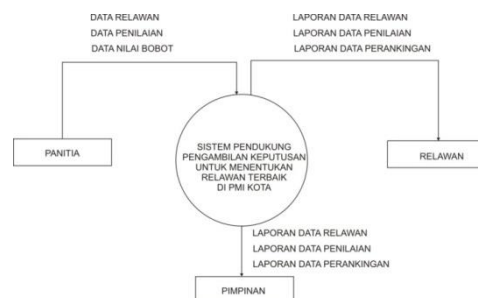 DATA RELAWAN
DATA PENILAIAN
DATA NILAI BOBOT
LAPORAN DATA RELAWAN
LAPORAN DATA PENILAIAN
LAPORAN DATA PERANKINGAN
PANITIA
SISTEM PENDUKUNG
PENGAMBILAN KEPUTUSAN
UNTUK MENENTUKAN
RELAWAN TERBAIK
DI PMI KOTA
RELAWAN
LAPORAN DATA RELAWAN
LAPORAN DATA PENILAIAN
LAPORAN DATA PERANKINGAN
PIMPINAN